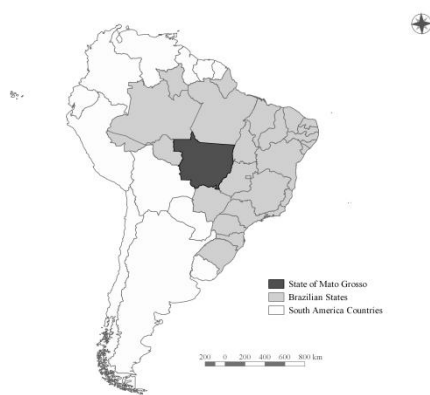 State of Mato Grosso
Brazilian States
South America Countries
200 0 200 400 600 800 km